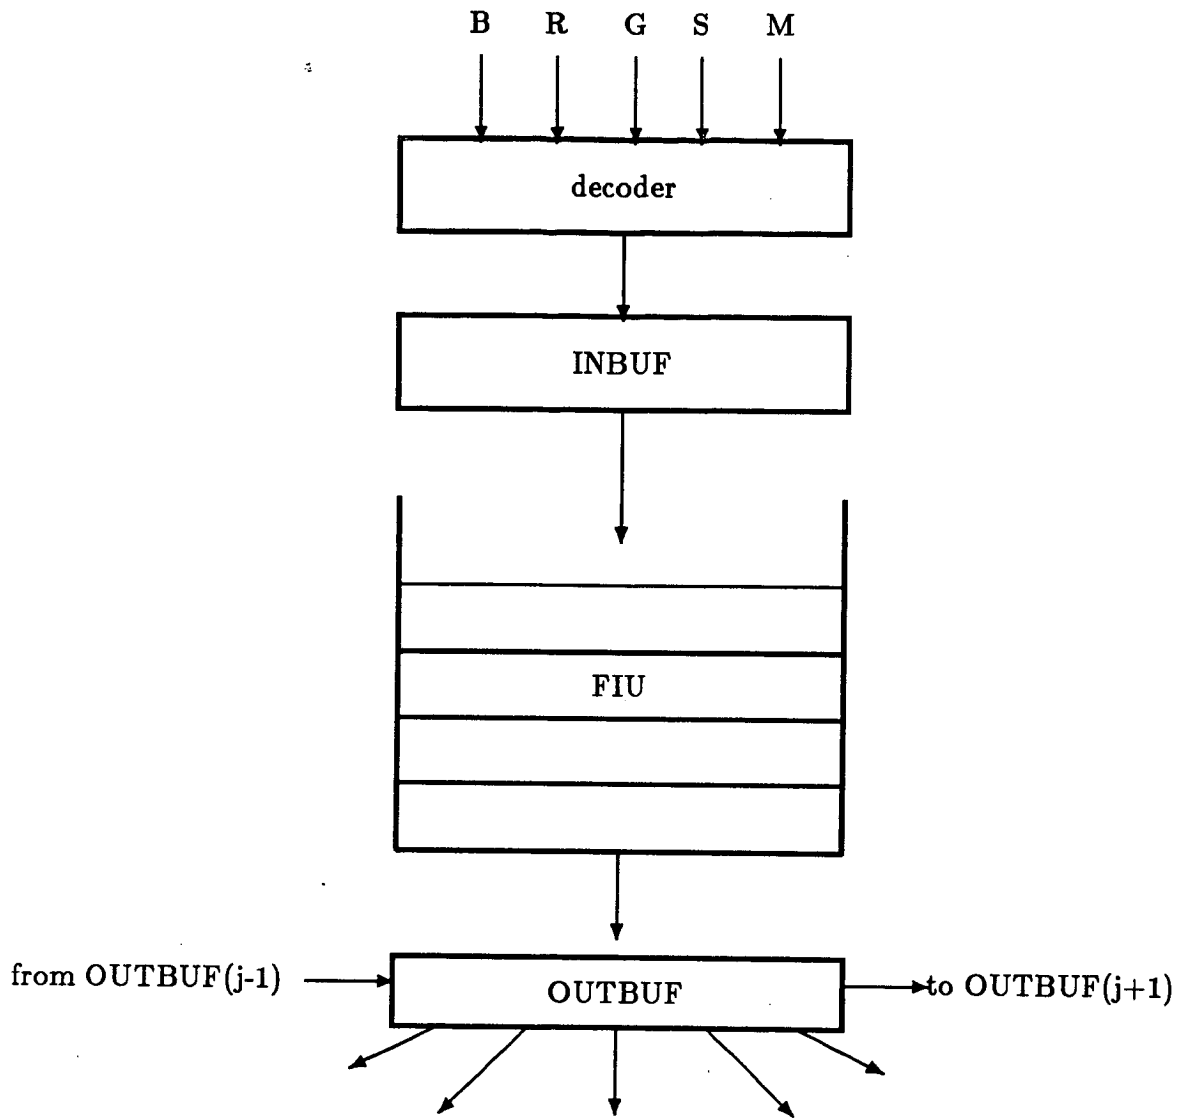 B R G S M
decoder
INBUF
FIU
from OUTBUF(j-1)
OUTBUF
to OUTBUF(j+1)